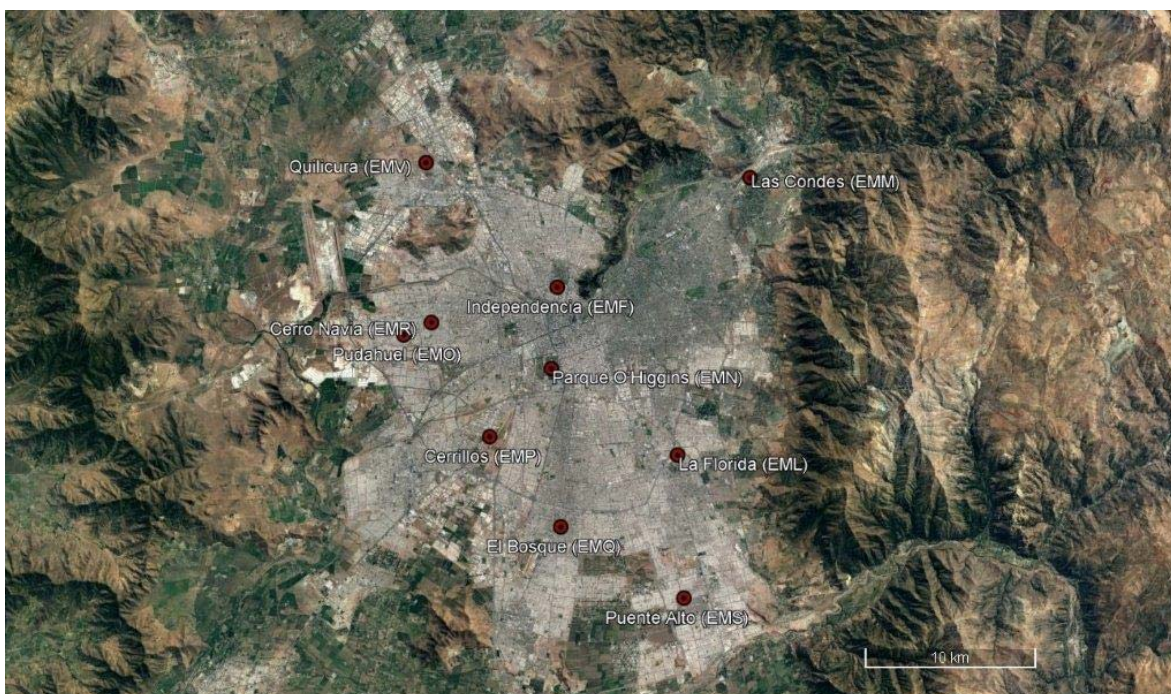 Quilicura (EMV)
Las Condes (EMM)
Independencia (EMF)
Cerro Navia (EMR)
Pudahuel (EMO)
Parque O'Higgins (EMN)
Cerrillos (EMP)
La Florida (EML)
El Bosque (EMQ)
Puente Alto (EMS)
10 km